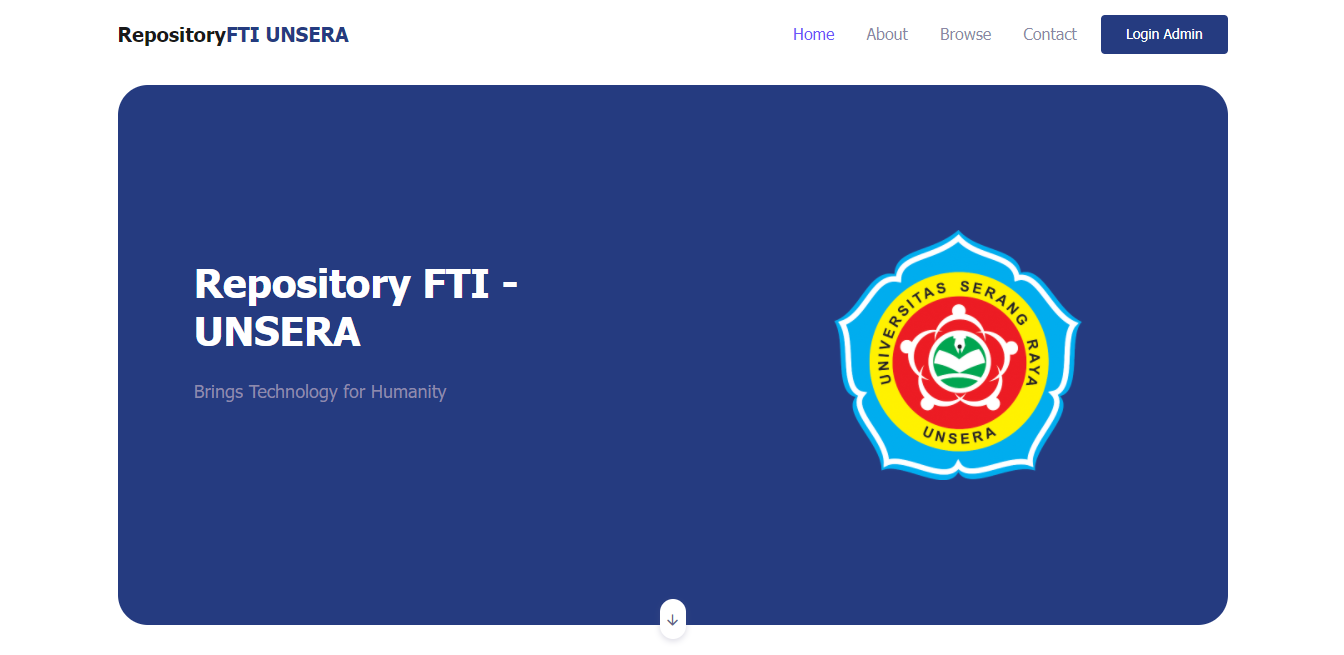 RepositoryFTI UNSERA
Home About Browse Contact Login Admin
Repository FTI -
UNSERA
Brings Technology for Humanity
UNIVERSITAS SERANG RAYA
UNSERA